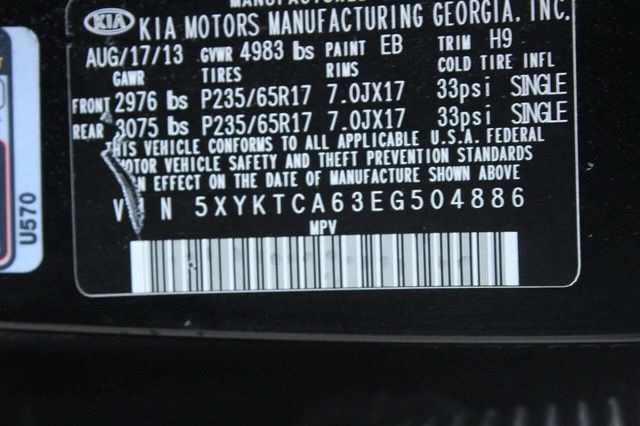 KIA KIA MOTORS MANUFACTURING GEORGIA, INC.
AUG/17/13 GVWR 4983 lbs PAINT EB TRIM H9
GAWR TIRES RIMS COLD TIRE INFL
FRONT 2976 lbs P235/65R17 7.0JX17 33psi SINGLE
REAR 3075 lbs P235/65R17 7.0JX17 33psi SINGLE
THIS VEHICLE CONFORMS TO ALL APPLICABLE U.S.A. FEDERAL
MOTOR VEHICLE SAFETY AND THEFT PREVENTION STANDARDS
IN EFFECT ON THE DATE OF MANUFACTURE SHOWN ABOVE
VIN 5XYKTCA63EG504886
MPV
U570